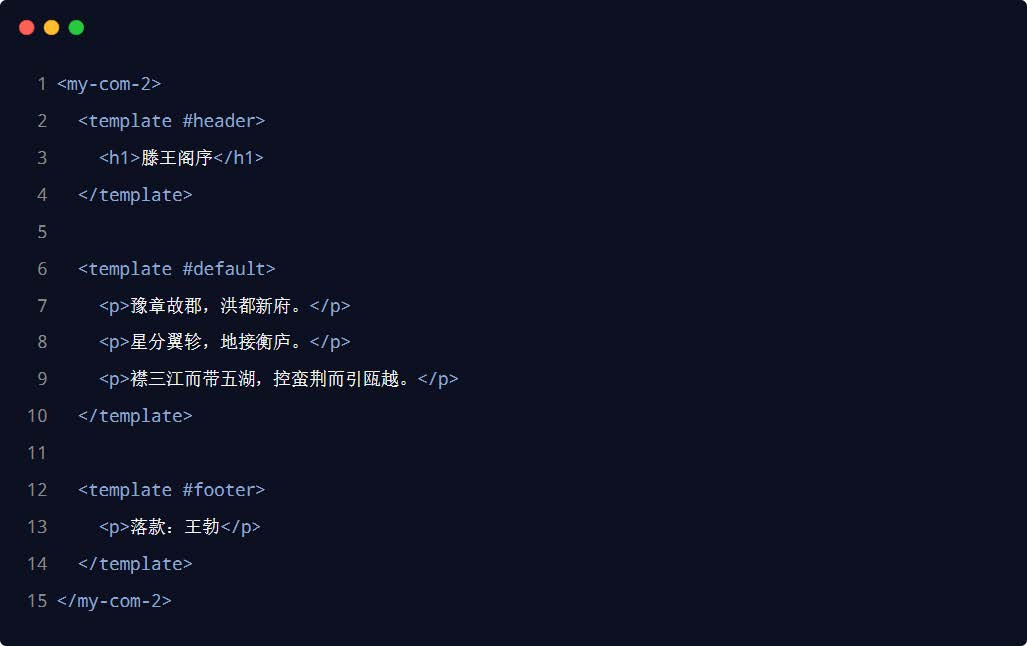 1 <my-com-2>
2   <template #header>
3     <h1>滕王阁序</h1>
4   </template>
5
6   <template #default>
7     <p>豫章故郡，洪都新府。</p>
8     <p>星分翼轸，地接衡庐。</p>
9     <p>襟三江而带五湖，控蛮荆而引瓯越。</p>
10   </template>
11
12   <template #footer>
13     <p>落款：王勃</p>
14   </template>
15 </my-com-2>